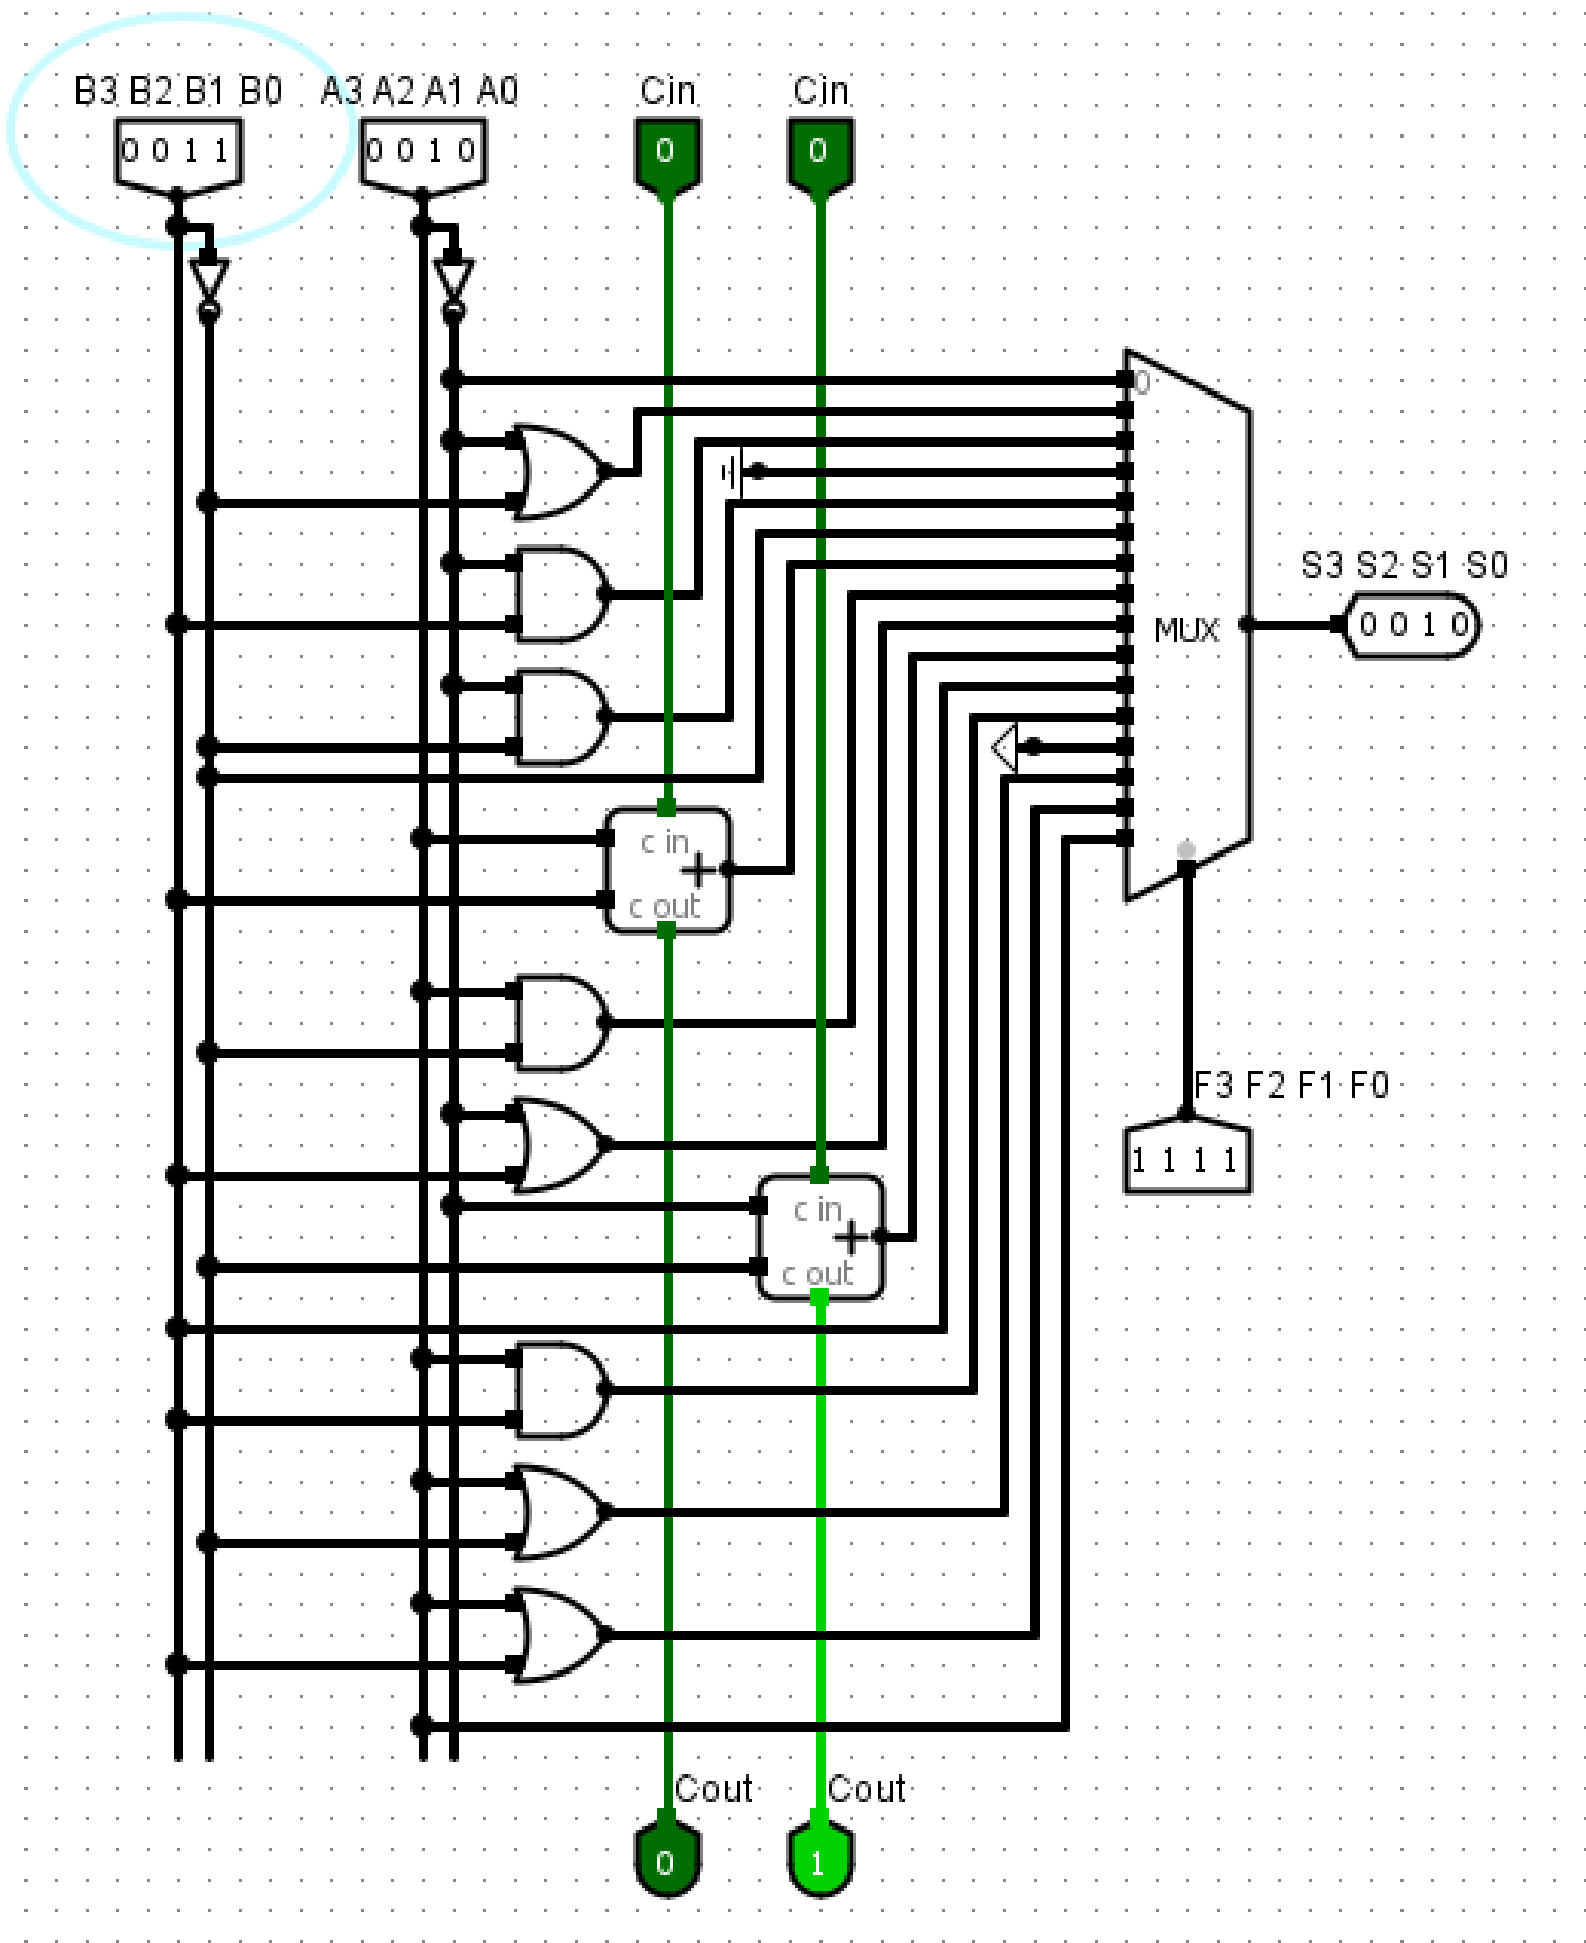 B3 B2 B1 B0 A3 A2 A1 A0 Cin Cin
0 0 1 1 0 0 1 0 0 0
0
S3 S2 S1 S0
MUX 0 0 1 0
c in
c out
F3 F2 F1 F0
1 1 1 1
c in
c out
Cout Cout
0 1